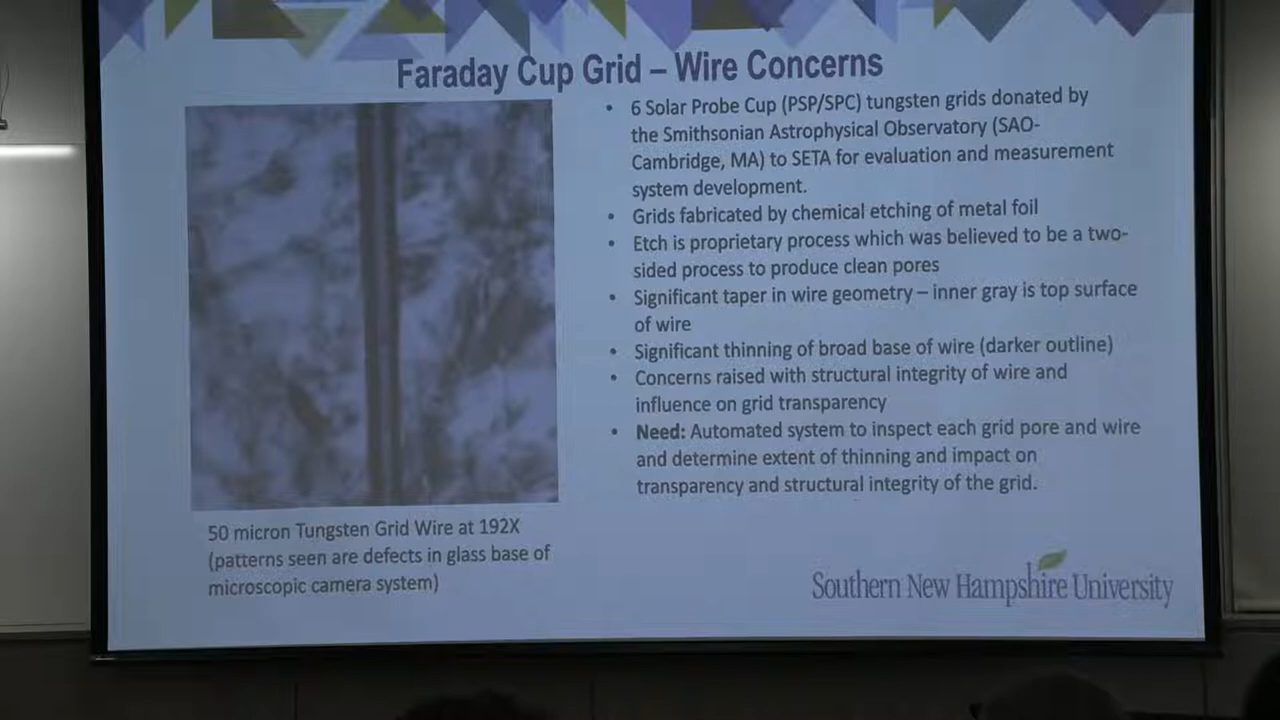 Faraday Cup Grid – Wire Concerns
• 6 Solar Probe Cup (PSP/SPC) tungsten grids donated by
the Smithsonian Astrophysical Observatory (SAO-
Cambridge, MA) to SETA for evaluation and measurement
system development.
• Grids fabricated by chemical etching of metal foil
• Etch is proprietary process which was believed to be a two-
sided process to produce clean pores
• Significant taper in wire geometry – inner gray is top surface
of wire
• Significant thinning of broad base of wire (darker outline)
• Concerns raised with structural integrity of wire and
influence on grid transparency
• Need: Automated system to inspect each grid pore and wire
and determine extent of thinning and impact on
transparency and structural integrity of the grid.
50 micron Tungsten Grid Wire at 192X
(patterns seen are defects in glass base of
microscopic camera system)
Southern New Hampshire University